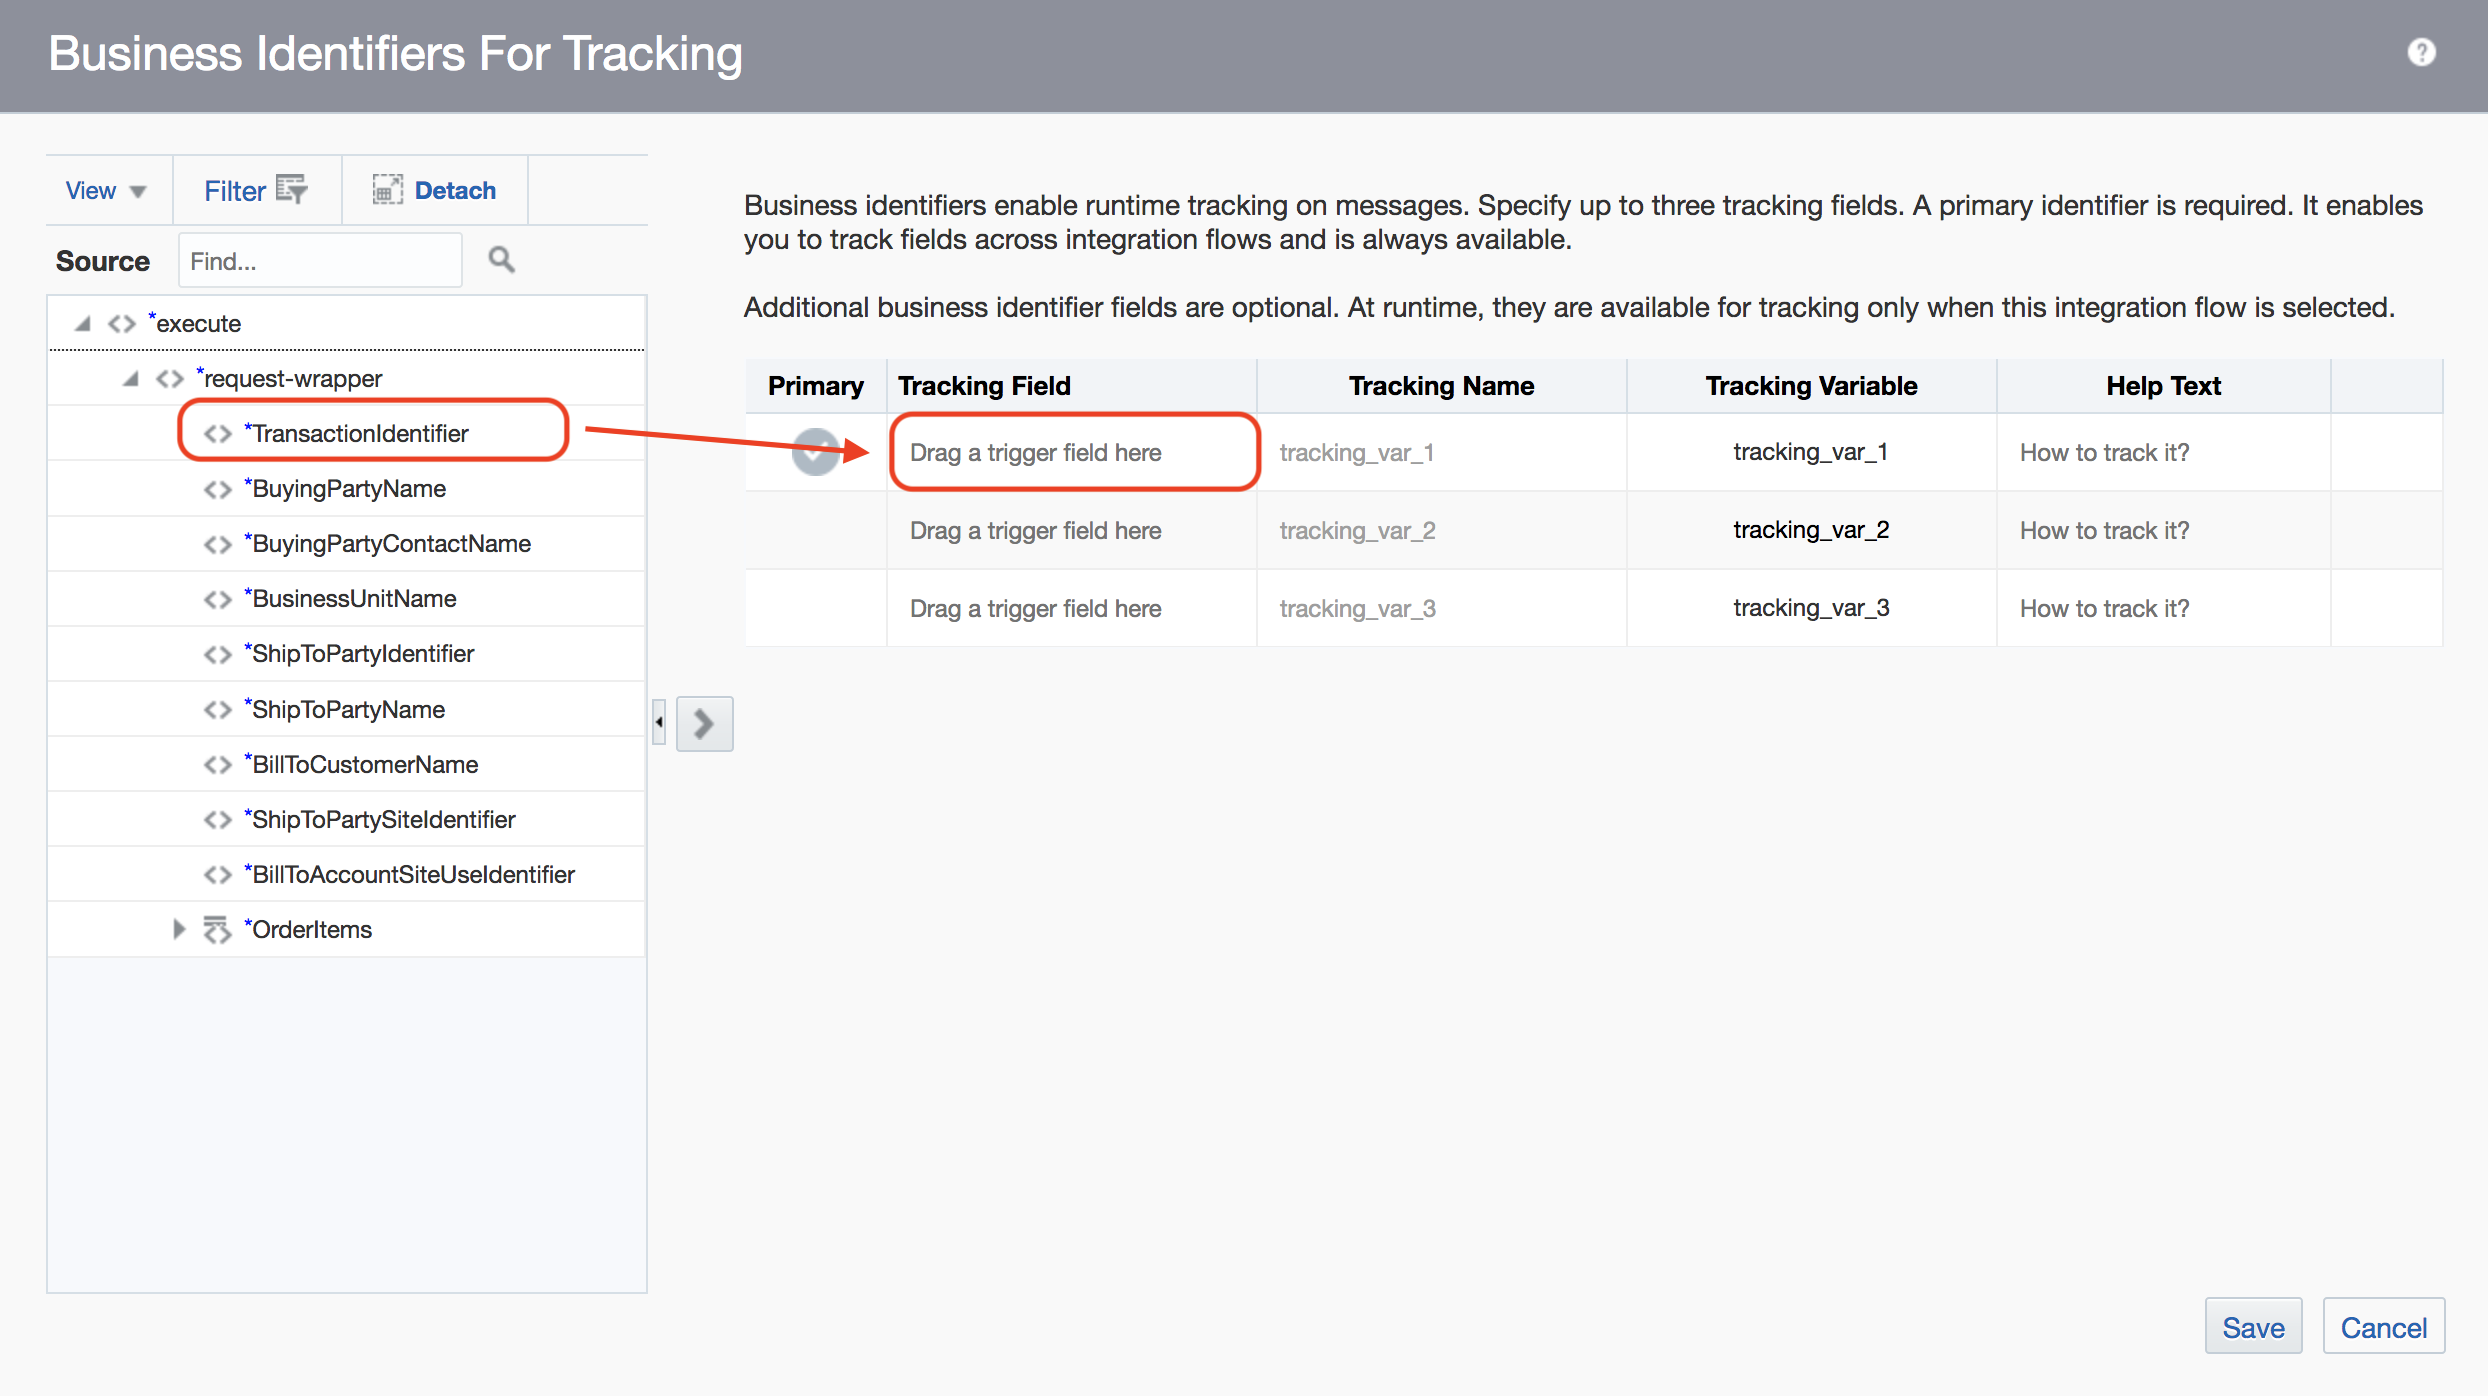 Business Identifiers For Tracking
?
View Filter Detach
Source Find...
*execute
*request-wrapper
*TransactionIdentifier
*BuyingPartyName
*BuyingPartyContactName
*BusinessUnitName
*ShipToPartyIdentifier
*ShipToPartyName
*BillToCustomerName
*ShipToPartySiteIdentifier
*BillToAccountSiteUseIdentifier
*OrderItems
Business identifiers enable runtime tracking on messages. Specify up to three tracking fields. A primary identifier is required. It enables
you to track fields across integration flows and is always available.
Additional business identifier fields are optional. At runtime, they are available for tracking only when this integration flow is selected.
Primary Tracking Field Tracking Name Tracking Variable Help Text
Drag a trigger field here tracking_var_1 tracking_var_1 How to track it?
Drag a trigger field here tracking_var_2 tracking_var_2 How to track it?
Drag a trigger field here tracking_var_3 tracking_var_3 How to track it?
Save Cancel